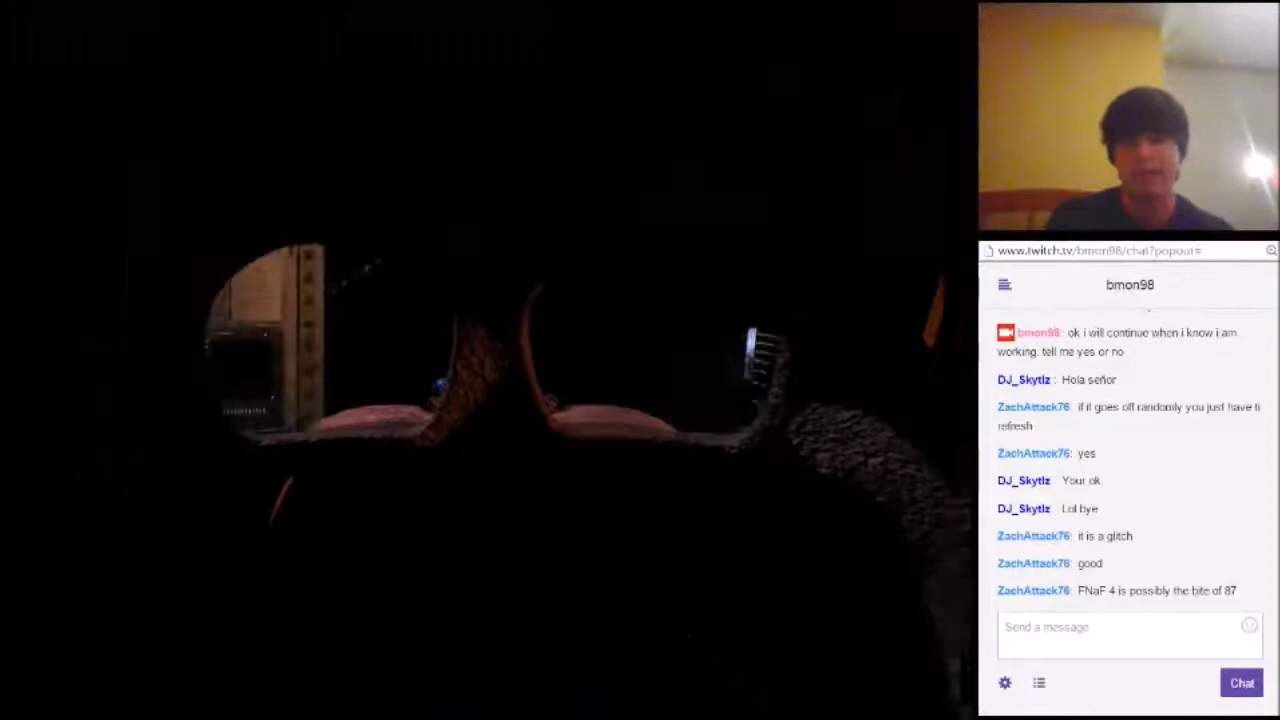 www.twitch.tv/bmon98/chat?popout=
bmon98
bmon98: ok i will continue when i know i am
working. tell me yes or no
DJ_Skytlz : Hola señor
ZachAttack76: if it goes off randomly you just have ti
refresh
ZachAttack76: yes
DJ_Skytlz Your ok
DJ_Skytlz Lol bye
ZachAttack76: it is a glitch
ZachAttack76: good
ZachAttack76: FNaF 4 is possibly the bite of 87
Send a message
Chat